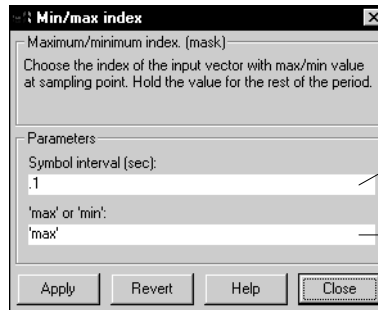 Min/max index
Maximum/minimum index. (mask)
Choose the index of the input vector with max/min value
at sampling point. Hold the value for the rest of the period.
Parameters
Symbol interval (sec):
.1
'max' or 'min':
'max'
Apply
Revert
Help
Close